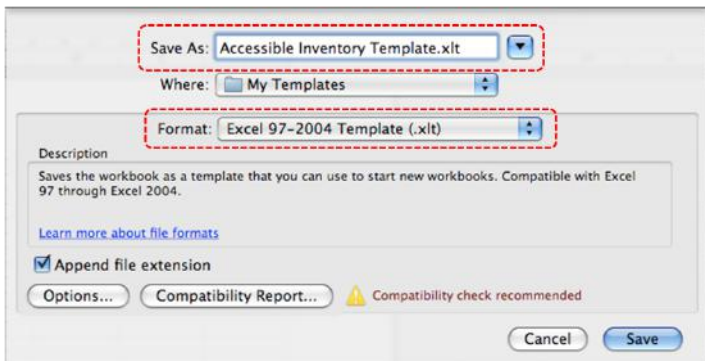 Save As: Accessible Inventory Template.xlt
Where: My Templates
Format: Excel 97-2004 Template (.xlt)
Description
Saves the workbook as a template that you can use to start new workbooks. Compatible with Excel
97 through Excel 2004.
Learn more about file formats
Append file extension
Options... Compatibility Report... Compatibility check recommended
Cancel Save